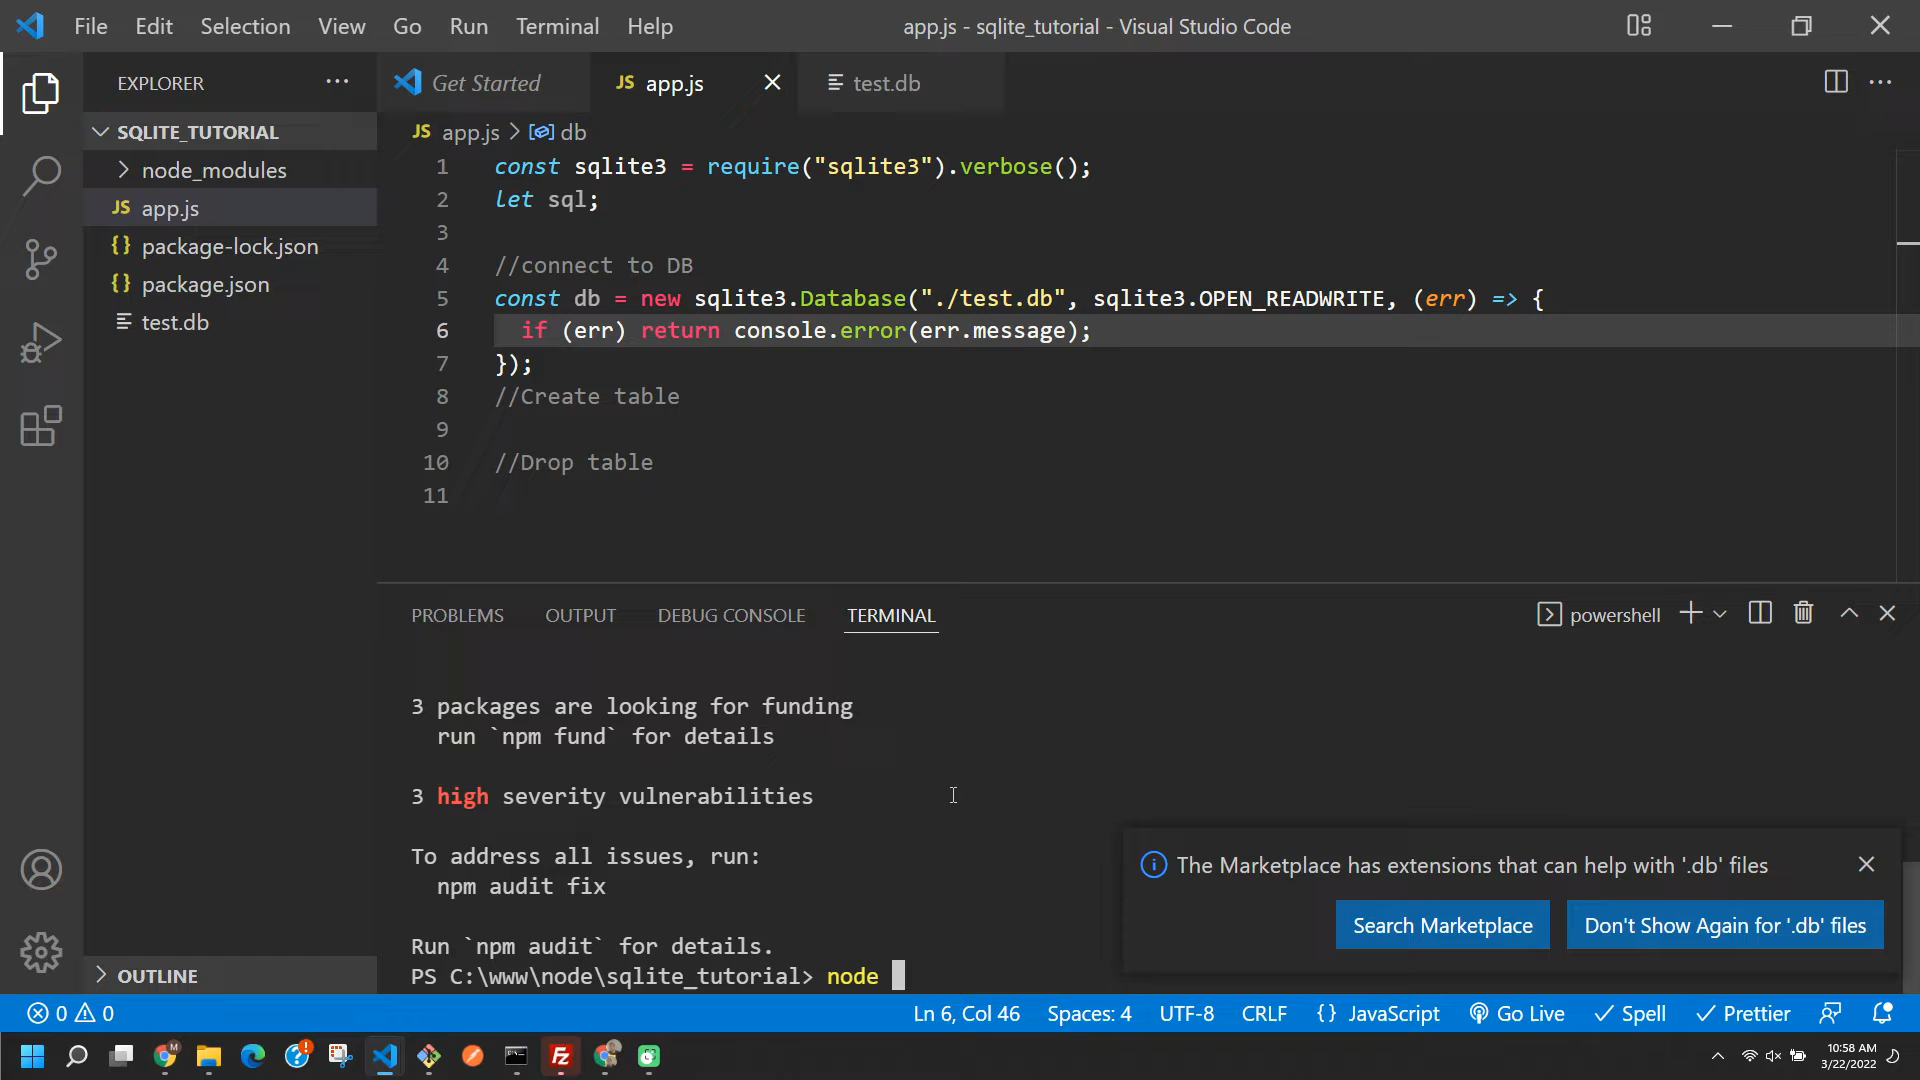 File Edit Selection View Go Run Terminal Help app.js - sqlite_tutorial - Visual Studio Code
EXPLORER
Get Started
JS app.js
test.db
SQLITE_TUTORIAL
node_modules
JS app.js
{} package-lock.json
{} package.json
test.db
OUTLINE
JS app.js > db
1 const sqlite3 = require("sqlite3").verbose();
2 let sql;
3
4 //connect to DB
5 const db = new sqlite3.Database("./test.db", sqlite3.OPEN_READWRITE, (err) => {
6 if (err) return console.error(err.message);
7 });
8 //Create table
9
10 //Drop table
11
PROBLEMS OUTPUT DEBUG CONSOLE TERMINAL powershell
3 packages are looking for funding
run `npm fund` for details
3 high severity vulnerabilities
To address all issues, run:
npm audit fix
Run `npm audit` for details.
PS C:\www\node\sqlite_tutorial> node
The Marketplace has extensions that can help with '.db' files
Search Marketplace
Don't Show Again for '.db' files
0 0 Ln 6, Col 46 Spaces: 4 UTF-8 CRLF {} JavaScript Go Live Spell Prettier
M
Fz
10:58 AM
3/22/2022